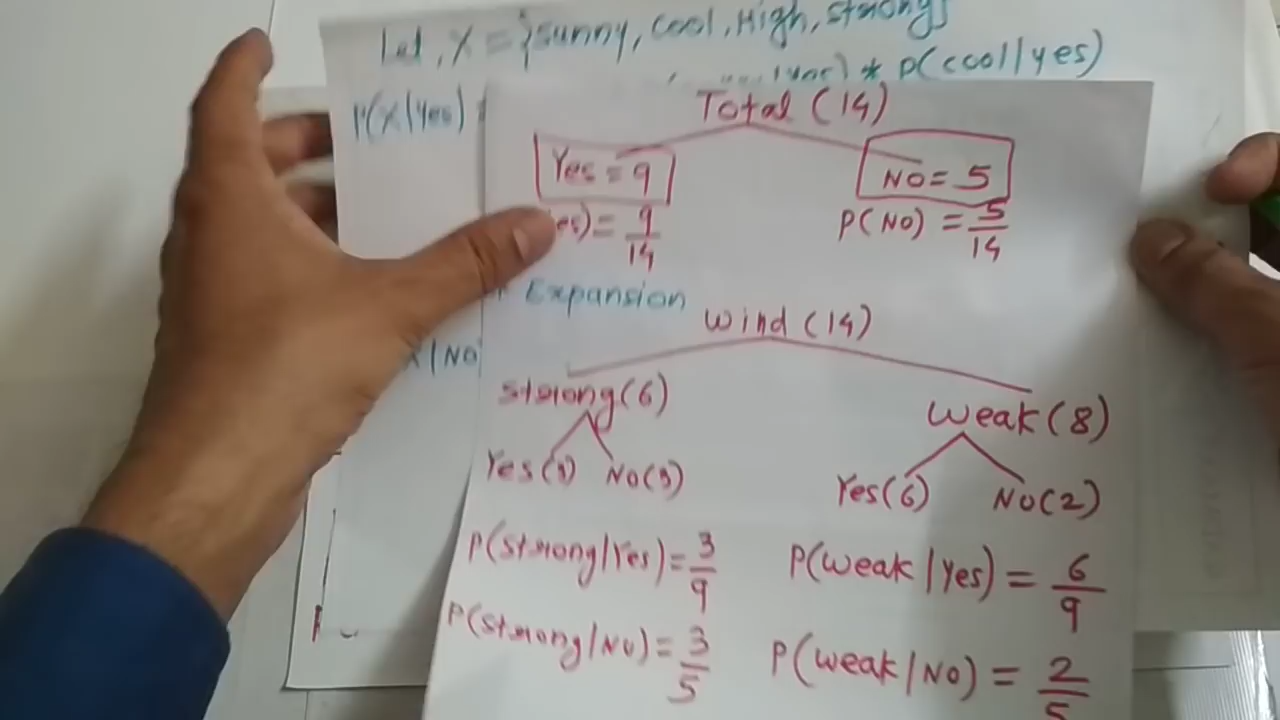 Let, X = {Sunny, Cool, High, Strong}
* P(cool/yes)
P(X|Yes)
Total (14)
Yes = 9
NO = 5
es) = 9/14
P(NO) = 5/14
Expansion
Wind (14)
X|NO
Strong(6)
Weak(8)
Yes(3) NO(3)
Yes(6) NO(2)
P(Strong/Yes) = 3/9
P(weak/Yes) = 6/9
P(Strong/NO) = 3/5
P(weak/NO) = 2/5